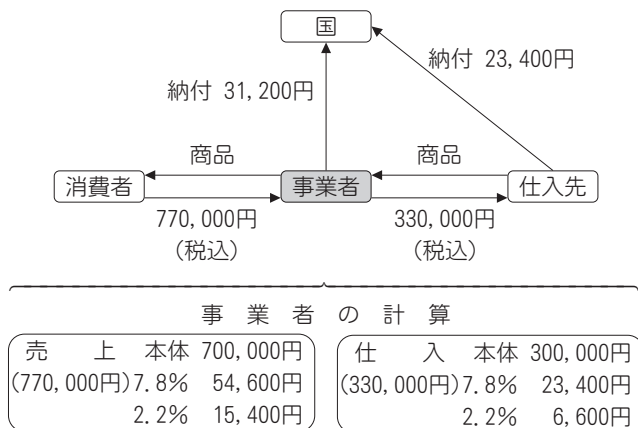 国
納付 31,200円
納付 23,400円
商品
商品
消費者
事業者
仕入先
770,000円
(税込)
330,000円
(税込)
事業者の計算
売上 本体 700,000円
(770,000円)7.8% 54,600円
2.2% 15,400円
仕入 本体 300,000円
(330,000円)7.8% 23,400円
2.2% 6,600円